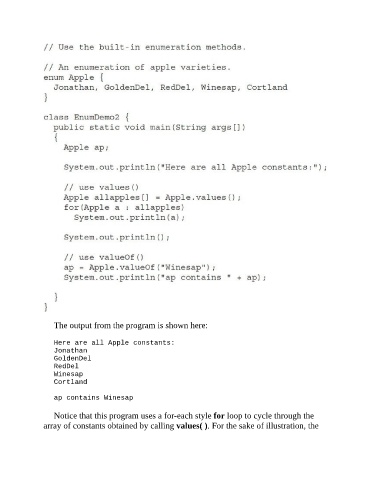 // Use the built-in enumeration methods.
// An enumeration of apple varieties.
enum Apple {
Jonathan, GoldenDel, RedDel, Winesap, Cortland
}
class EnumDemo2 {
public static void main(String args[])
{
Apple ap;
System.out.println("Here are all Apple constants:");
// use values()
Apple allapples[] = Apple.values();
for(Apple a : allapples)
System.out.println(a);
System.out.println();
// use valueOf()
ap = Apple.valueOf("Winesap");
System.out.println("ap contains " + ap);
}
}
The output from the program is shown here:
Here are all Apple constants:
Jonathan
GoldenDel
RedDel
Winesap
Cortland
ap contains Winesap
Notice that this program uses a for-each style for loop to cycle through the
array of constants obtained by calling values( ). For the sake of illustration, the